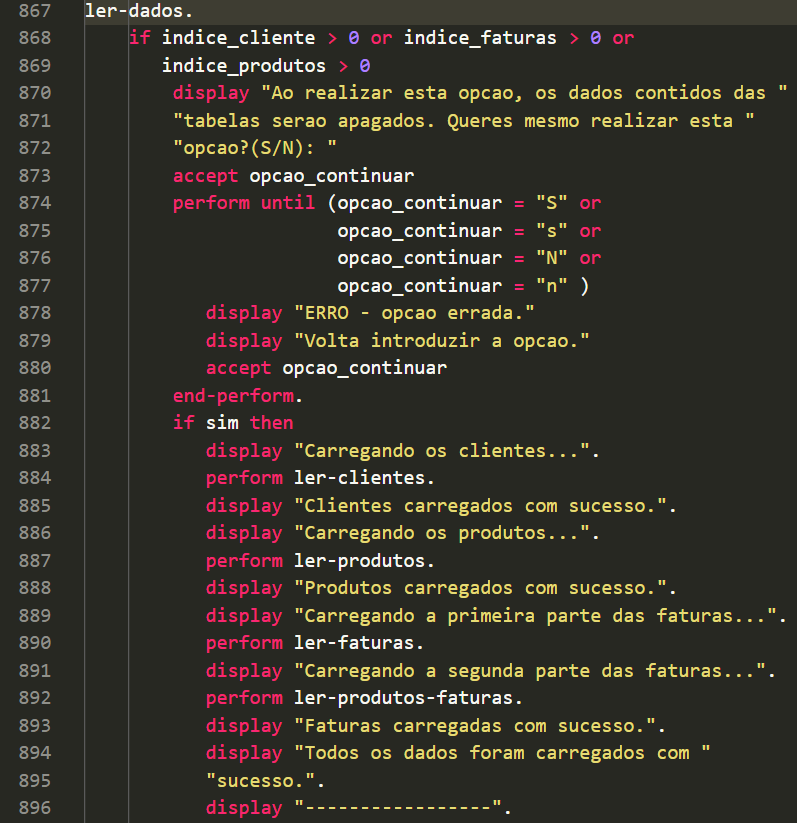 867 ler-dados.
868 if indice_cliente > 0 or indice_faturas > 0 or
869 indice_produtos > 0
870 display "Ao realizar esta opcao, os dados contidos das "
871 "tabelas serao apagados. Queres mesmo realizar esta "
872 "opcao?(S/N): "
873 accept opcao_continuar
874 perform until (opcao_continuar = "S" or
875 opcao_continuar = "s" or
876 opcao_continuar = "N" or
877 opcao_continuar = "n" )
878 display "ERRO - opcao errada."
879 display "Volta introduzir a opcao."
880 accept opcao_continuar
881 end-perform.
882 if sim then
883 display "Carregando os clientes...".
884 perform ler-clientes.
885 display "Clientes carregados com sucesso.".
886 display "Carregando os produtos...".
887 perform ler-produtos.
888 display "Produtos carregados com sucesso.".
889 display "Carregando a primeira parte das faturas...".
890 perform ler-faturas.
891 display "Carregando a segunda parte das faturas...".
892 perform ler-produtos-faturas.
893 display "Faturas carregadas com sucesso.".
894 display "Todos os dados foram carregados com "
895 "sucesso.".
896 display "-----------------".